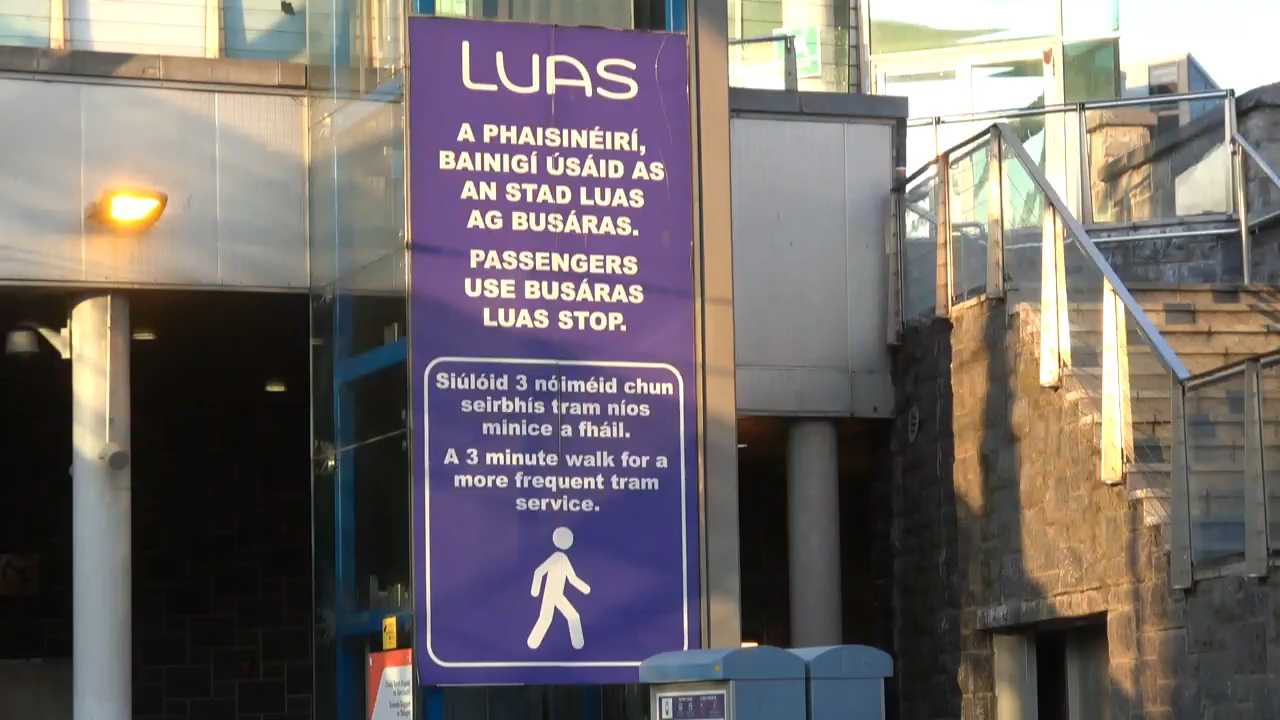 LUAS
A PHAISINÉIRÍ,
BAINIGÍ ÚSÁID AS
AN STAD LUAS
AG BUSÁRAS.
PASSENGERS
USE BUSÁRAS
LUAS STOP.
Siúlóid 3 nóiméid chun
seirbhís tram níos
minice a fháil.
A 3 minute walk for a
more frequent tram
service.